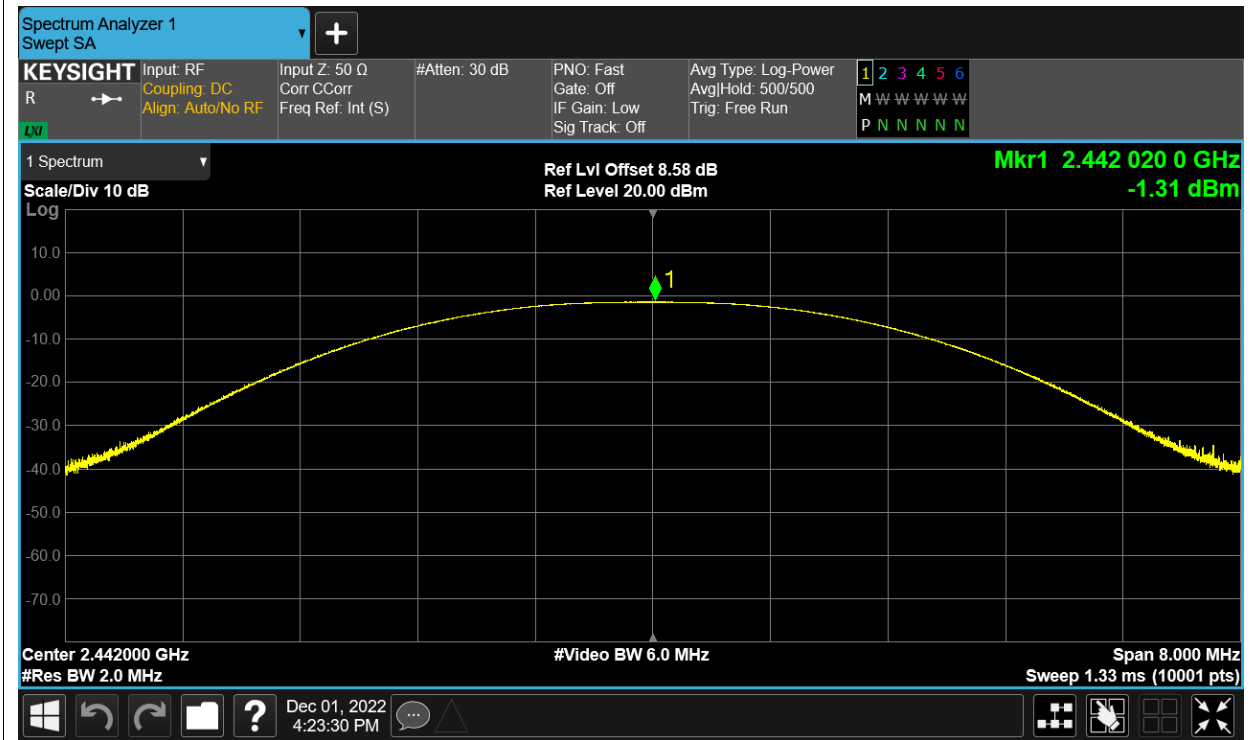 Spectrum Analyzer 1
Swept SA
KEYSIGHT
R
LXI
Input: RF
Coupling: DC
Align: Auto/No RF
Input Z: 50 Ω
Corr CCorr
Freq Ref: Int (S)
#Atten: 30 dB
PNO: Fast
Gate: Off
IF Gain: Low
Sig Track: Off
Avg Type: Log-Power
Avg|Hold: 500/500
Trig: Free Run
1 2 3 4 5 6
M W W W W W
P N N N N N
1 Spectrum
Scale/Div 10 dB
Log
Ref Lvl Offset 8.58 dB
Ref Level 20.00 dBm
Mkr1 2.442 020 0 GHz
-1.31 dBm
1
10.0
0.00
-10.0
-20.0
-30.0
-40.0
-50.0
-60.0
-70.0
Center 2.442000 GHz
#Res BW 2.0 MHz
#Video BW 6.0 MHz
Span 8.000 MHz
Sweep 1.33 ms (10001 pts)
?
Dec 01, 2022
4:23:30 PM